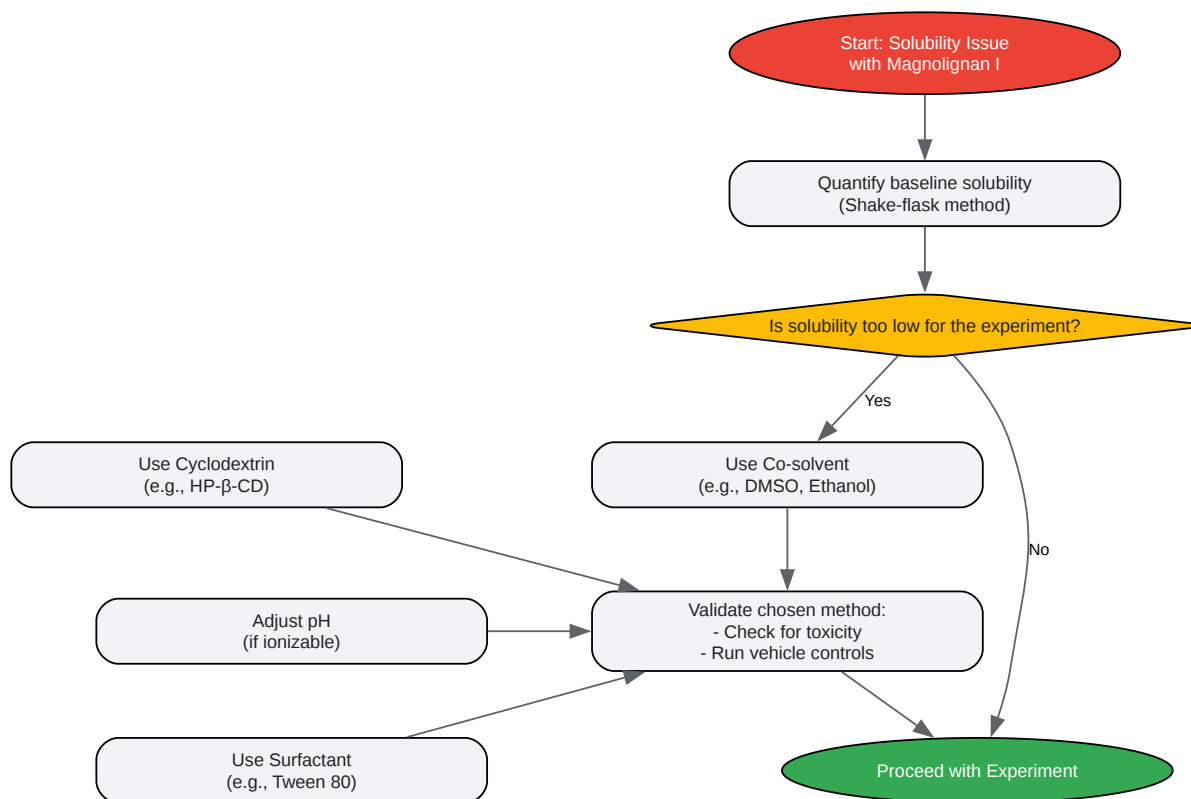 Start: Solubility Issue
with Magnolignan I
Quantify baseline solubility
(Shake-flask method)
Is solubility too low for the experiment?
Yes
Use Cyclodextrin
(e.g., HP-β-CD)
Use Co-solvent
(e.g., DMSO, Ethanol)
No
Adjust pH
(if ionizable)
Validate chosen method:
- Check for toxicity
- Run vehicle controls
Use Surfactant
(e.g., Tween 80)
Proceed with Experiment